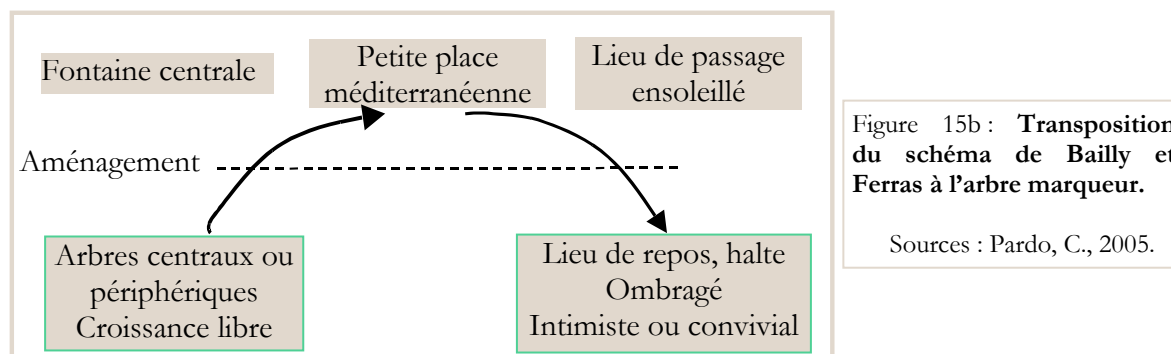 Fontaine centrale
Petite place
méditerranéenne
Lieu de passage
ensoleillé
Aménagement
Arbres centraux ou
périphériques
Croissance libre
Lieu de repos, halte
Ombragé
Intimiste ou convivial
Figure 15b : Transposition
du schéma de Bailly et
Ferras à l'arbre marqueur.
Sources : Pardo, C., 2005.